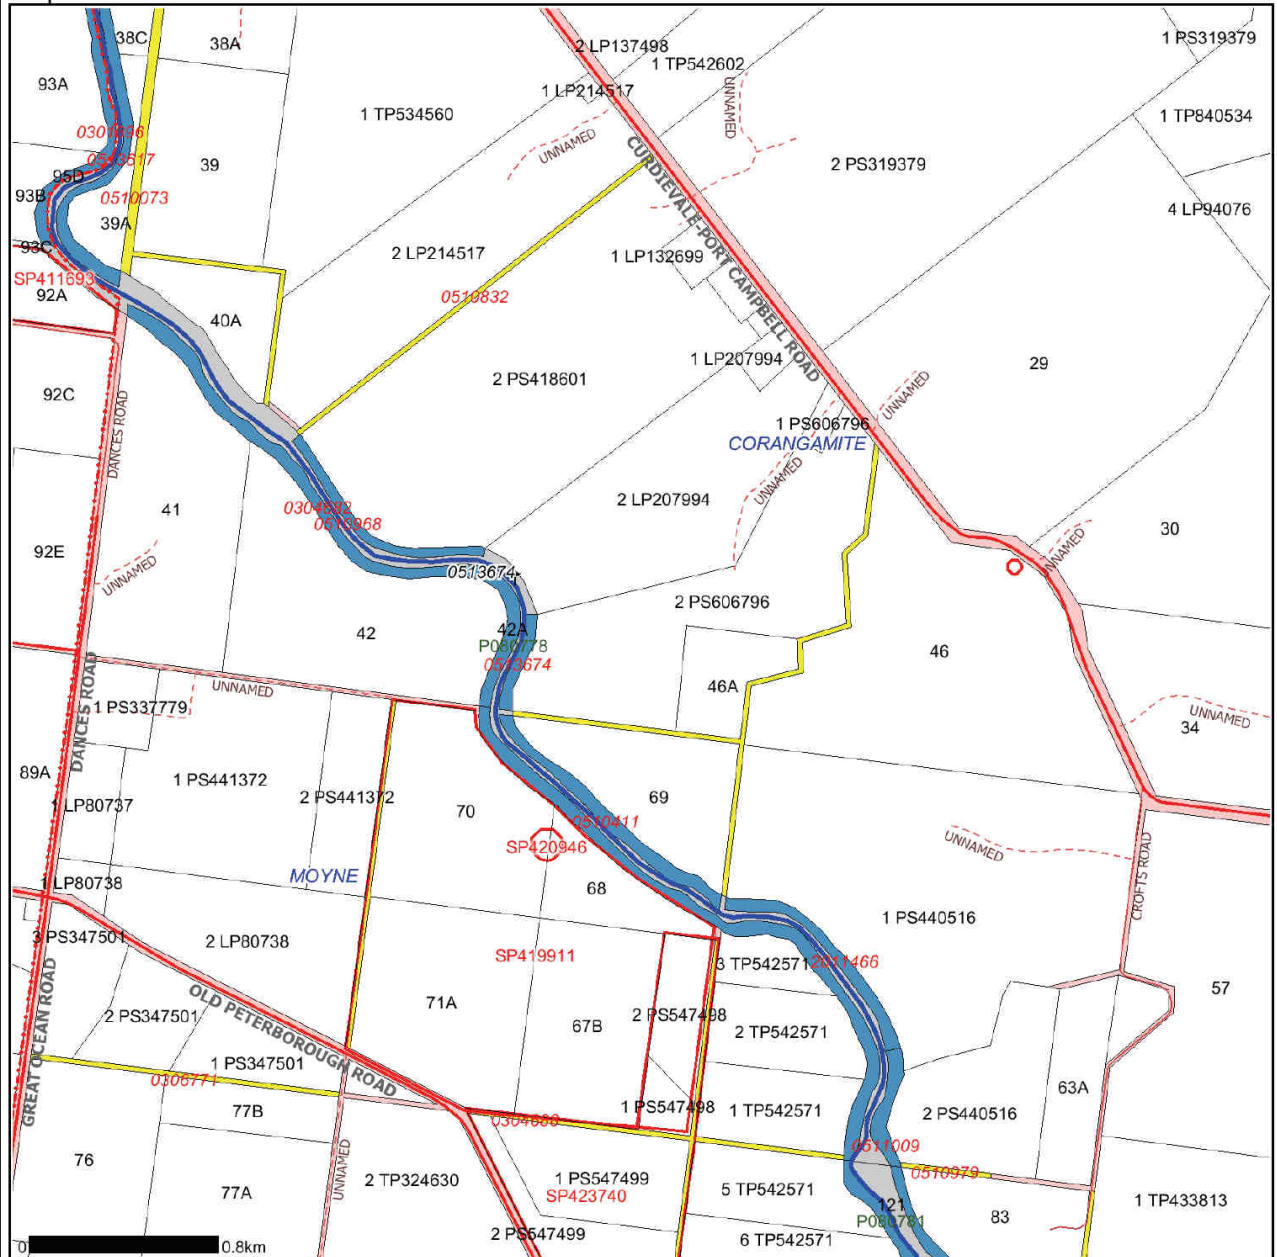 38C
38A
2 LP137498
1 PS319379
1 TP542602
93A
1 LP214517
UNNAMED
1 TP534560
1 TP840534
UNNAMED
0513517
39
2 PS319379
95D
93B
0510073
4 LP94076
39A
CURDIEVALE-PORT CAMPBELL ROAD
93C
2 LP214517
1 LP132699
SP411693
92A
0510832
40A
1 LP207994
29
2 PS418601
92C
UNNAMED
DANCES ROAD
1 PS606796
CORANGAMITE
UNNAMED
2 LP207994
41
0304682
0510968
30
92E
UNNAMED
0513674
UNNAMED
2 PS606796
42
42A
P080778
0513674
46
46A
UNNAMED
DANCES ROAD
1 PS337779
UNNAMED
34
89A
1 PS441372
2 PS441372
69
1 LP80737
70
0510411
SP420946
UNNAMED
CROFTS ROAD
MOYNE
1 LP80738
68
1 PS440516
3 PS347501
2 LP80738
SP419911
3 TP542571
2011466
GREAT OCEAN ROAD
OLD PETERBOROUGH ROAD
71A
57
2 PS347501
67B
2 PS547498
2 TP542571
1 PS347501
0306771
63A
77B
1 PS547498
1 TP542571
2 PS440516
0304688
0511009
76
UNNAMED
0510979
77A
2 TP324630
1 PS547499
SP423740
5 TP542571
1 TP433813
121
P080781
83
2 PS547499
6 TP542571
0
0.8km